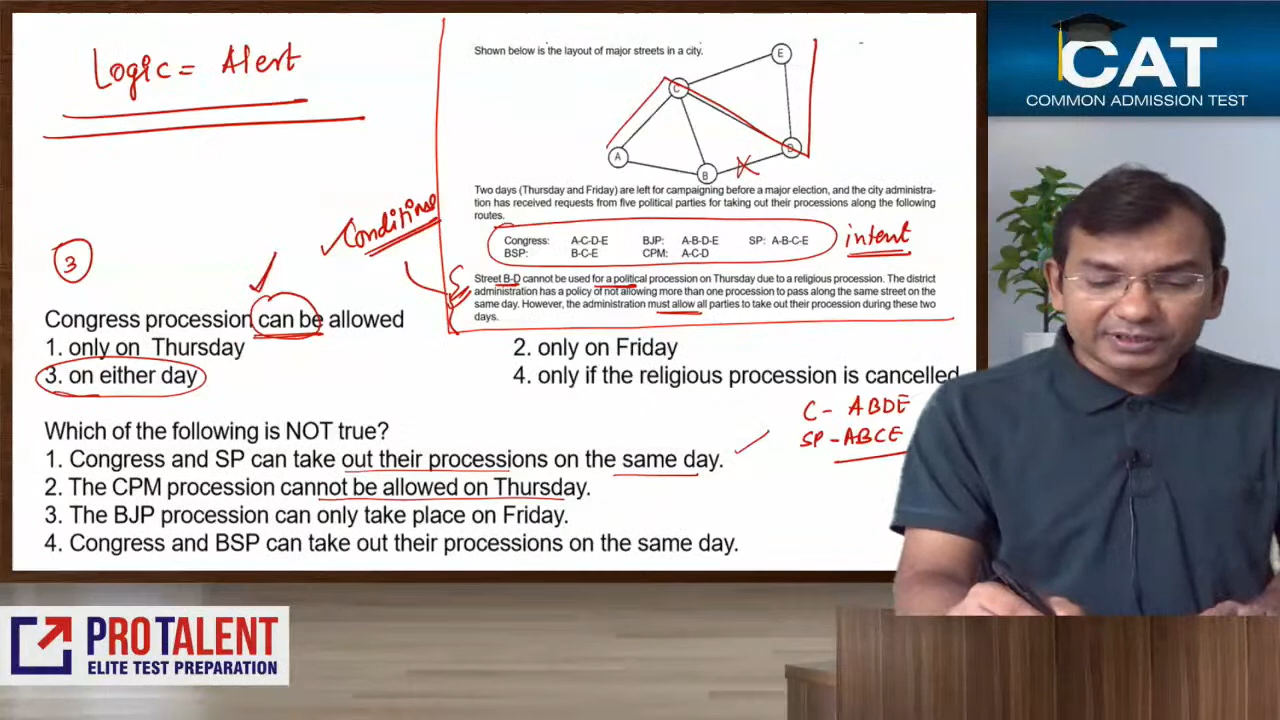 Logic = Alert
Shown below is the layout of major streets in a city.
E
C
A
D
B
Two days (Thursday and Friday) are left for campaigning before a major election, and the city administra-
tion has received requests from five political parties for taking out their processions along the following
routes.
Congress: A-C-D-E BJP: A-B-D-E SP: A-B-C-E
BSP: B-C-E CPM: A-C-D
intent
Conditions
Street B-D cannot be used for a political procession on Thursday due to a religious procession. The district
administration has a policy of not allowing more than one procession to pass along the same street on the
same day. However, the administration must allow all parties to take out their procession during these two
days.
3
Congress procession can be allowed
1. only on Thursday 2. only on Friday
3. on either day 4. only if the religious procession is cancelled
C - ABDE
SP - ABCE
Which of the following is NOT true?
1. Congress and SP can take out their processions on the same day.
2. The CPM procession cannot be allowed on Thursday.
3. The BJP procession can only take place on Friday.
4. Congress and BSP can take out their processions on the same day.
CAT
COMMON ADMISSION TEST
PROTALENT
ELITE TEST PREPARATION